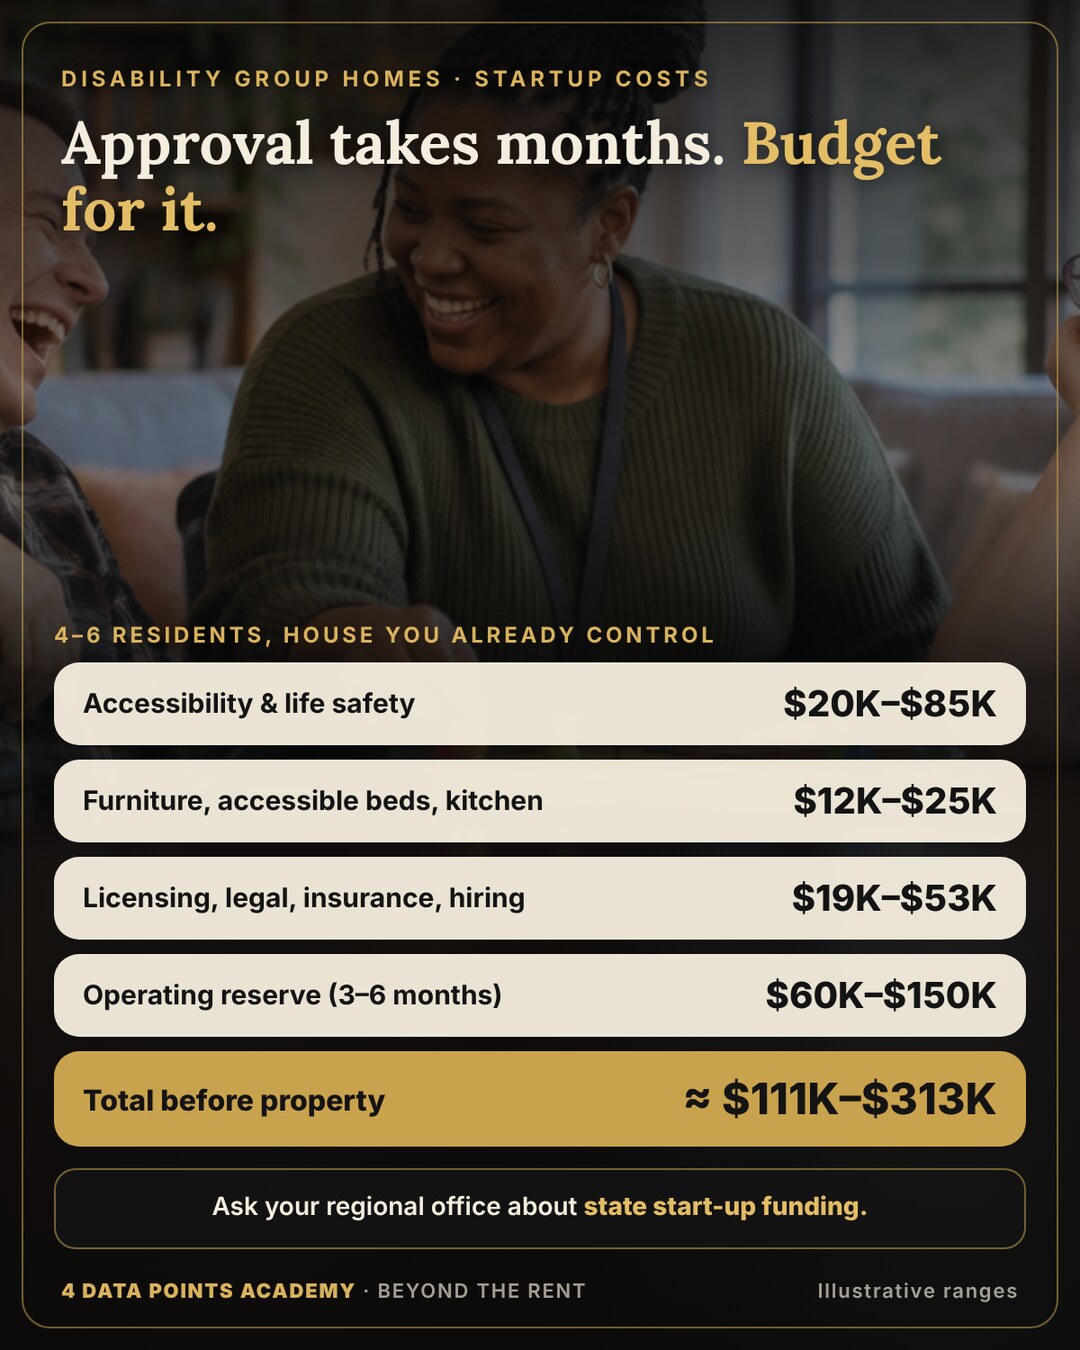 DISABILITY GROUP HOMES · STARTUP COSTS
Approval takes months. Budget
for it.
4–6 RESIDENTS, HOUSE YOU ALREADY CONTROL
Accessibility & life safety $20K–$85K
Furniture, accessible beds, kitchen $12K–$25K
Licensing, legal, insurance, hiring $19K–$53K
Operating reserve (3–6 months) $60K–$150K
Total before property ≈ $111K–$313K
Ask your regional office about state start-up funding.
4 DATA POINTS ACADEMY · BEYOND THE RENT Illustrative ranges